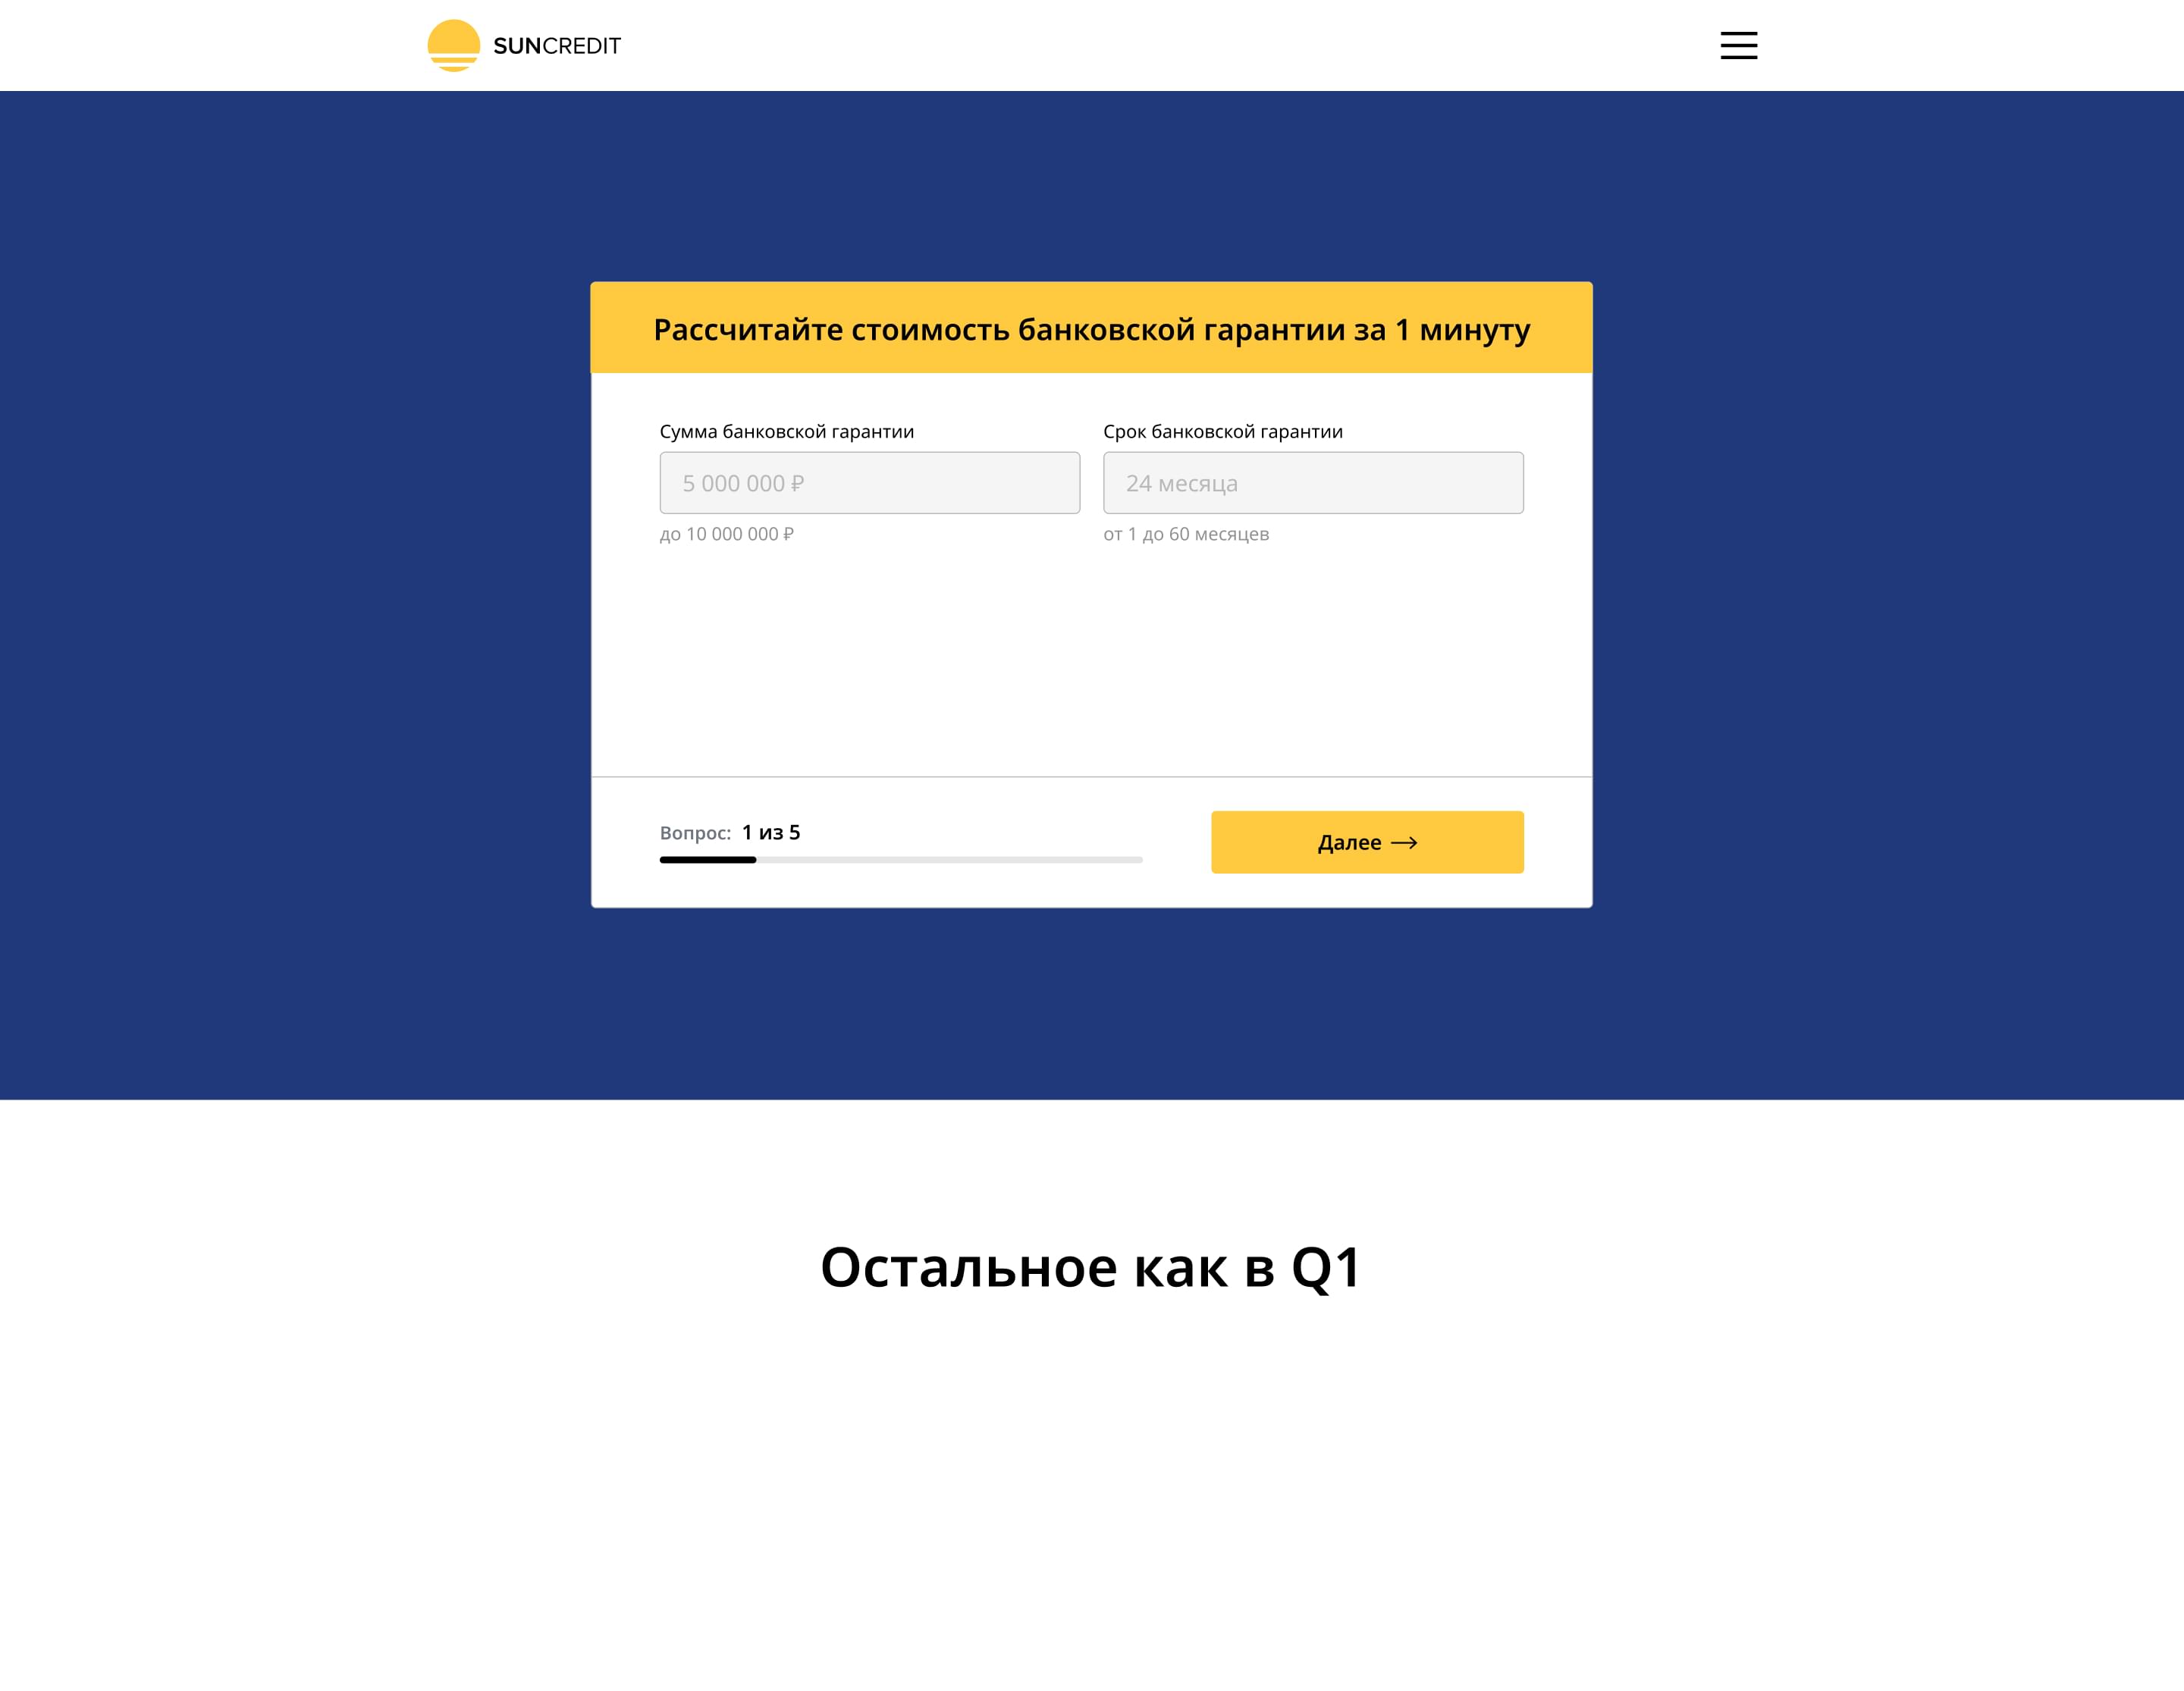 SUNCREDIT
Рассчитайте стоимость банковской гарантии за 1 минуту
Сумма банковской гарантии
5 000 000 ₽
до 10 000 000 ₽
Срок банковской гарантии
24 месяца
от 1 до 60 месяцев
Вопрос: 1 из 5
Далее
Остальное как в Q1